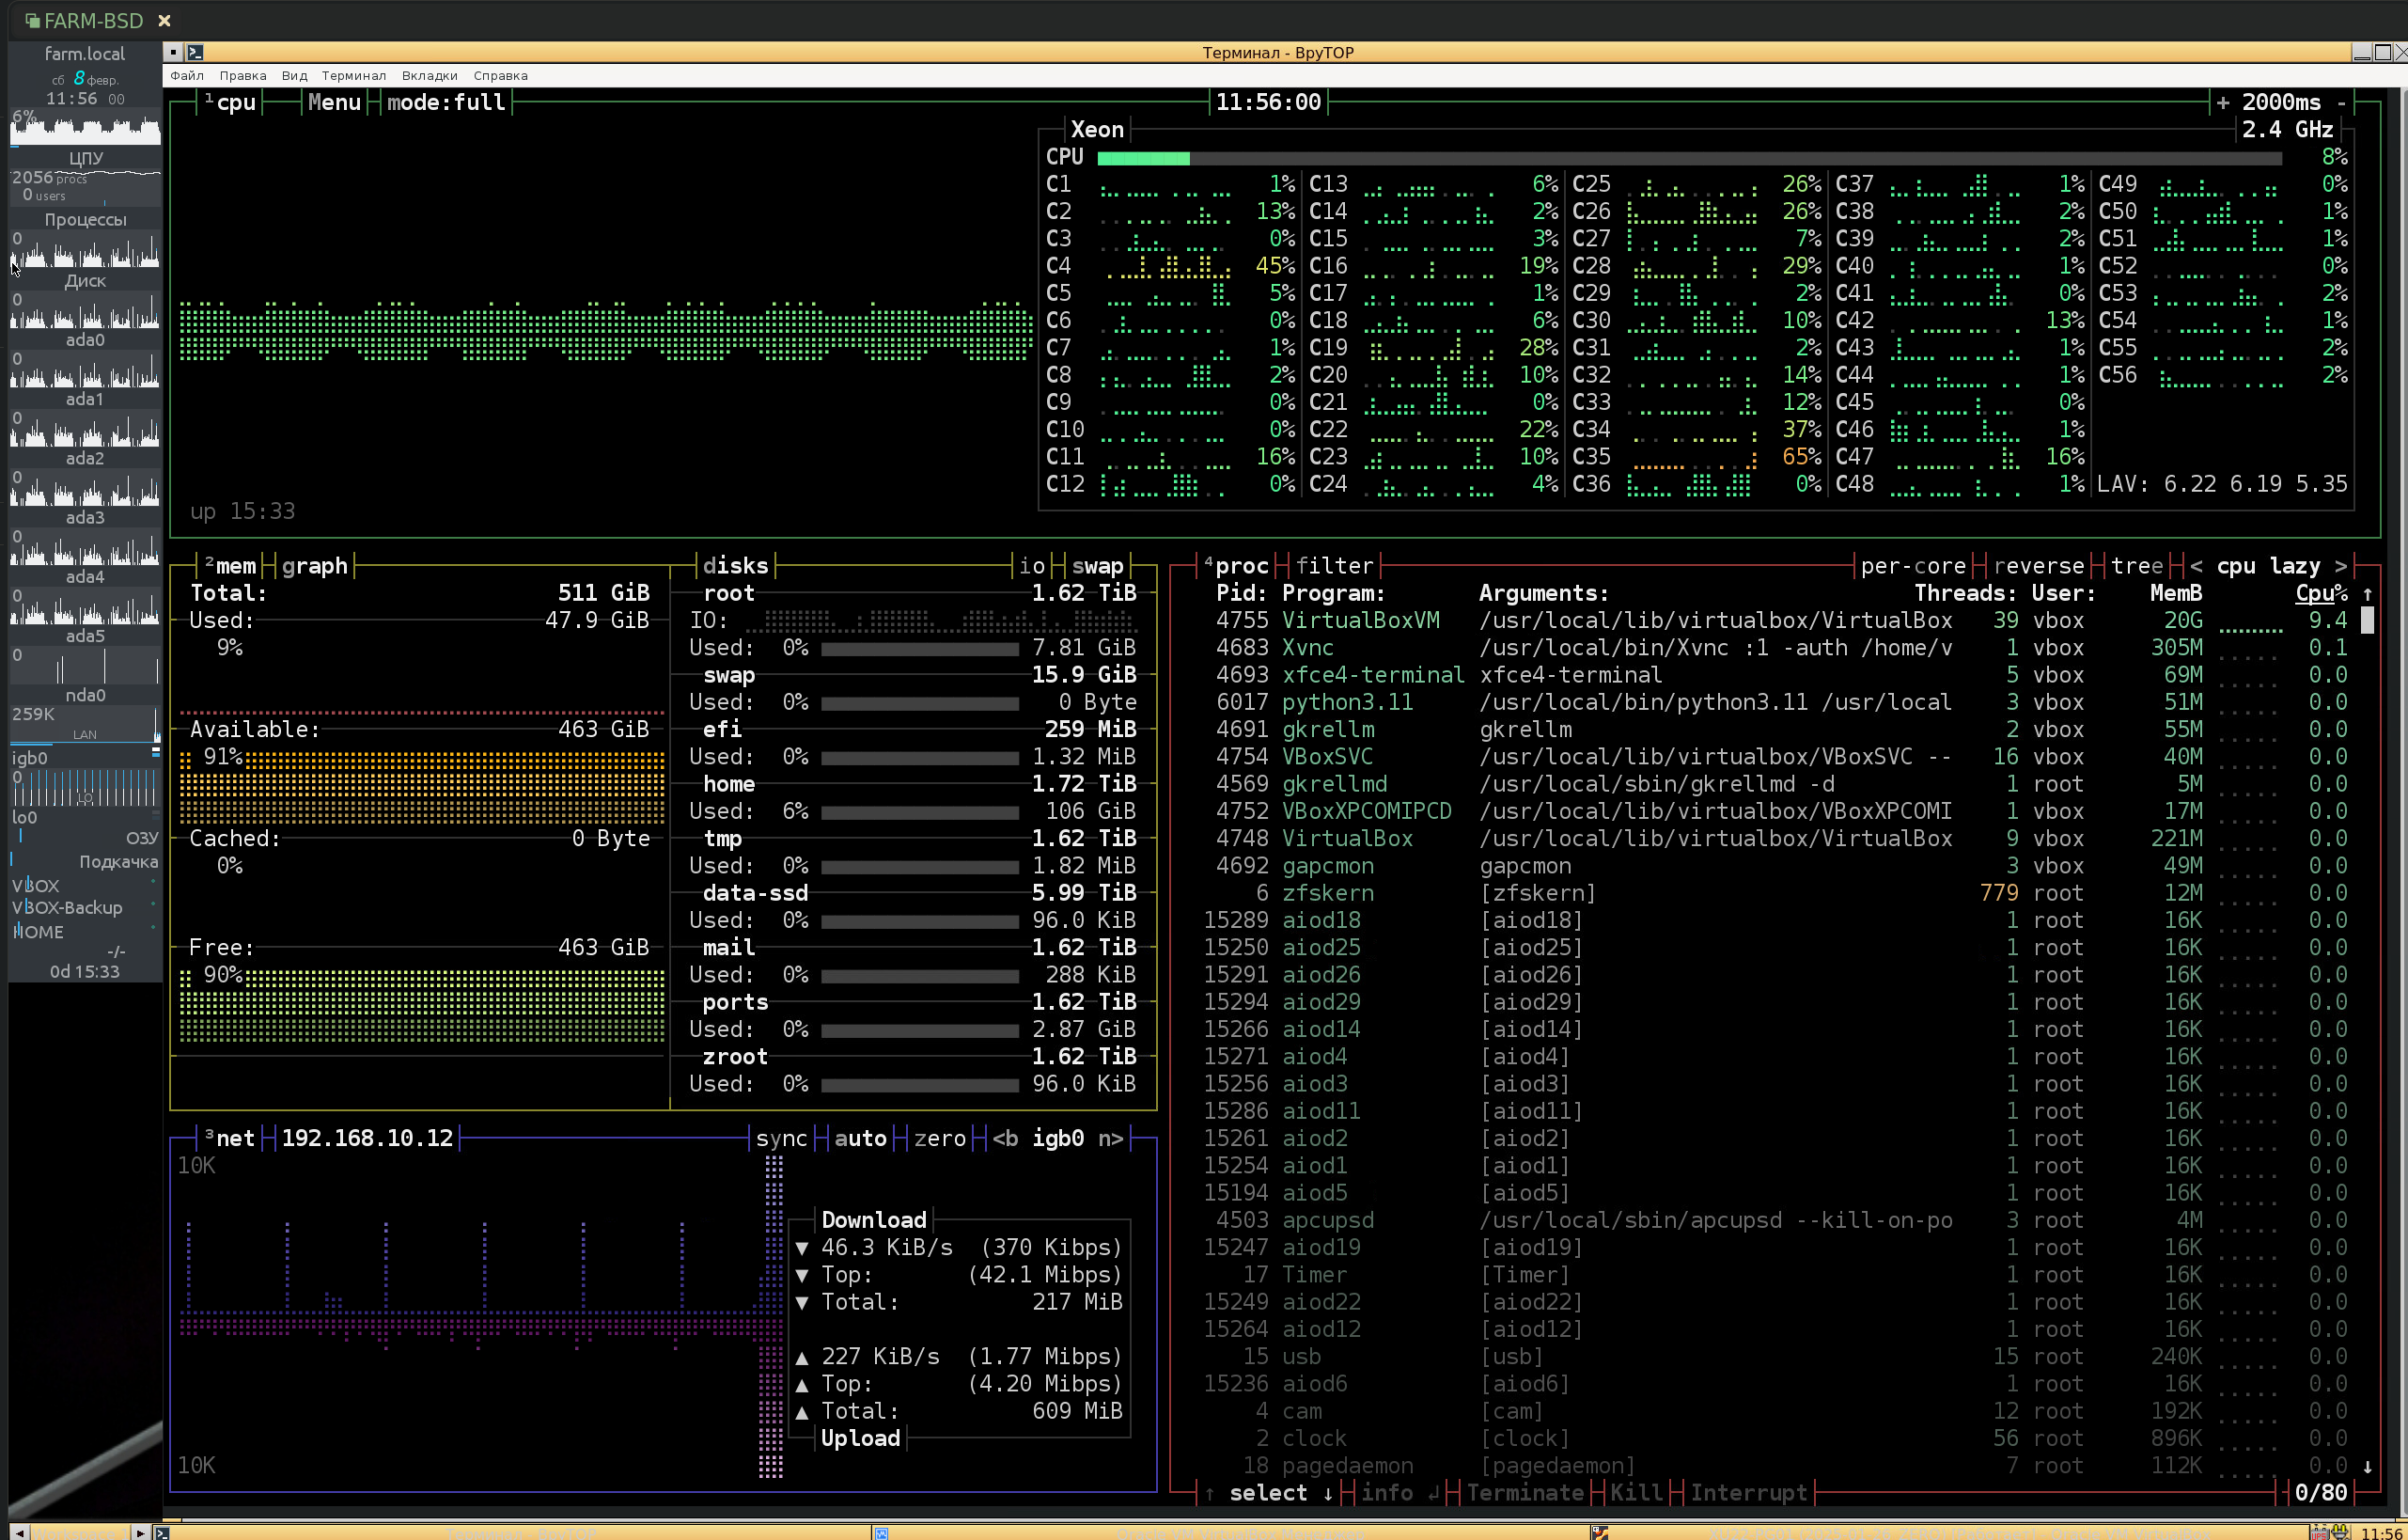 FARM-BSD ×
farm.local
сб 8 февр.
11:56 00
6%
ЦПУ
2056 procs
0 users
Процессы
0
Диск
0
ada0
0
ada1
0
ada2
0
ada3
0
ada4
0
ada5
0
nda0
259K
LAN
igb0
0
LO
lo0
ОЗУ
Подкачка
VBOX
VBOX-Backup
HOME
-/-
0d 15:33
Терминал - BpyTOP
Файл Правка Вид Терминал Вкладки Справка
¹cpu Menu mode:full 11:56:00 + 2000ms -
Xeon 2.4 GHz
CPU 8%
C1 1% C13 6% C25 26% C37 1% C49 0%
C2 13% C14 2% C26 26% C38 2% C50 1%
C3 0% C15 3% C27 7% C39 2% C51 1%
C4 45% C16 19% C28 29% C40 1% C52 0%
C5 5% C17 1% C29 2% C41 0% C53 2%
C6 0% C18 6% C30 10% C42 13% C54 1%
C7 1% C19 28% C31 2% C43 1% C55 2%
C8 2% C20 10% C32 14% C44 1% C56 2%
C9 0% C21 0% C33 12% C45 0%
C10 0% C22 22% C34 37% C46 1%
C11 16% C23 10% C35 65% C47 16%
C12 0% C24 4% C36 0% C48 1% LAV: 6.22 6.19 5.35
up 15:33
²mem graph
Total: 511 GiB
Used: 47.9 GiB
9%
Available: 463 GiB
91%
Cached: 0 Byte
0%
Free: 463 GiB
90%
disks io swap
root 1.62 TiB
IO:
Used: 0% 7.81 GiB
swap 15.9 GiB
Used: 0% 0 Byte
efi 259 MiB
Used: 0% 1.32 MiB
home 1.72 TiB
Used: 6% 106 GiB
tmp 1.62 TiB
Used: 0% 1.82 MiB
data-ssd 5.99 TiB
Used: 0% 96.0 KiB
mail 1.62 TiB
Used: 0% 288 KiB
ports 1.62 TiB
Used: 0% 2.87 GiB
zroot 1.62 TiB
Used: 0% 96.0 KiB
³net 192.168.10.12 sync auto zero <b igb0 n>
10K
Download
▼ 46.3 KiB/s (370 Kibps)
▼ Top: (42.1 Mibps)
▼ Total: 217 MiB
▲ 227 KiB/s (1.77 Mibps)
▲ Top: (4.20 Mibps)
▲ Total: 609 MiB
Upload
10K
⁴proc filter per-core reverse tree < cpu lazy >
Pid: Program: Arguments: Threads: User: MemB Cpu% ↑
4755 VirtualBoxVM /usr/local/lib/virtualbox/VirtualBox 39 vbox 20G 9.4
4683 Xvnc /usr/local/bin/Xvnc :1 -auth /home/v 1 vbox 305M 0.1
4693 xfce4-terminal xfce4-terminal 5 vbox 69M 0.0
6017 python3.11 /usr/local/bin/python3.11 /usr/local 3 vbox 51M 0.0
4691 gkrellm gkrellm 2 vbox 55M 0.0
4754 VBoxSVC /usr/local/lib/virtualbox/VBoxSVC -- 16 vbox 40M 0.0
4569 gkrellmd /usr/local/sbin/gkrellmd -d 1 root 5M 0.0
4752 VBoxXPCOMIPCD /usr/local/lib/virtualbox/VBoxXPCOMI 1 vbox 17M 0.0
4748 VirtualBox /usr/local/lib/virtualbox/VirtualBox 9 vbox 221M 0.0
4692 gapcmon gapcmon 3 vbox 49M 0.0
6 zfskern [zfskern] 779 root 12M 0.0
15289 aiod18 [aiod18] 1 root 16K 0.0
15250 aiod25 [aiod25] 1 root 16K 0.0
15291 aiod26 [aiod26] 1 root 16K 0.0
15294 aiod29 [aiod29] 1 root 16K 0.0
15266 aiod14 [aiod14] 1 root 16K 0.0
15271 aiod4 [aiod4] 1 root 16K 0.0
15256 aiod3 [aiod3] 1 root 16K 0.0
15286 aiod11 [aiod11] 1 root 16K 0.0
15261 aiod2 [aiod2] 1 root 16K 0.0
15254 aiod1 [aiod1] 1 root 16K 0.0
15194 aiod5 [aiod5] 1 root 16K 0.0
4503 apcupsd /usr/local/sbin/apcupsd --kill-on-po 3 root 4M 0.0
15247 aiod19 [aiod19] 1 root 16K 0.0
17 Timer [Timer] 1 root 16K 0.0
15249 aiod22 [aiod22] 1 root 16K 0.0
15264 aiod12 [aiod12] 1 root 16K 0.0
15 usb [usb] 15 root 240K 0.0
15236 aiod6 [aiod6] 1 root 16K 0.0
4 cam [cam] 12 root 192K 0.0
2 clock [clock] 56 root 896K 0.0
18 pagedaemon [pagedaemon] 7 root 112K 0.0 ↓
↑ select ↓ info ↲ Terminate Kill Interrupt 0/80
11:56